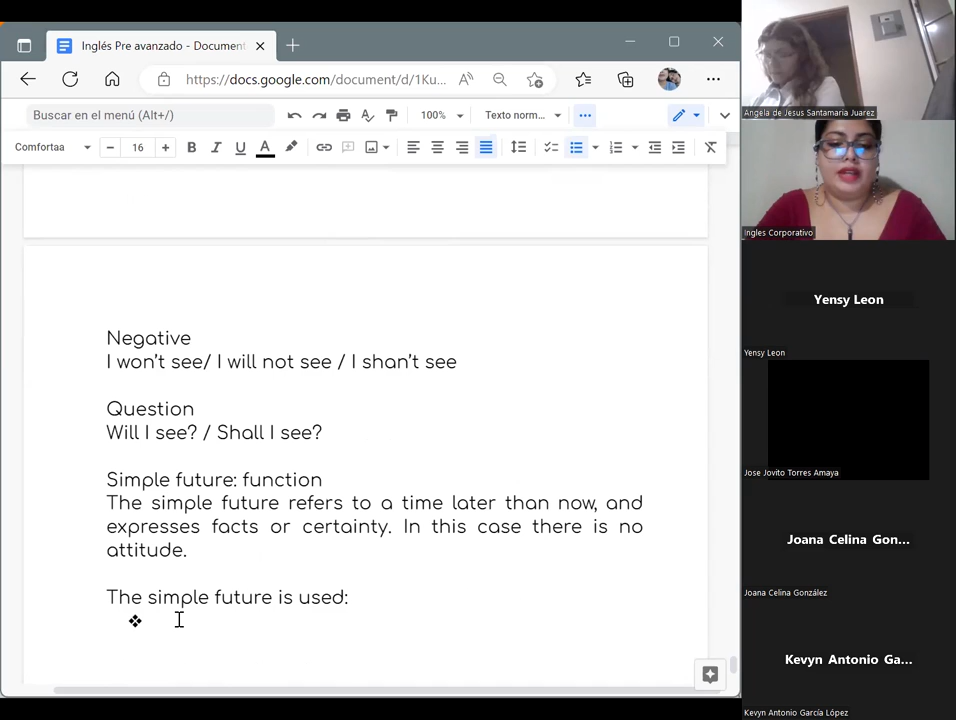 Inglés Pre avanzado - Document
https://docs.google.com/document/d/1Ku...
Buscar en el menú (Alt+/)
100%
Texto norm...
Comfortaa
16
B I U A
Negative
I won't see/ I will not see / I shan't see
Question
Will I see? / Shall I see?
Simple future: function
The simple future refers to a time later than now, and
expresses facts or certainty. In this case there is no
attitude.
The simple future is used:
Angela de Jesus Santamaria Juarez
Ingles Corporativo
Yensy Leon
Yensy Leon
Jose Jovito Torres Amaya
Joana Celina Gon...
Joana Celina González
Kevyn Antonio Ga...
Kevyn Antonio García López